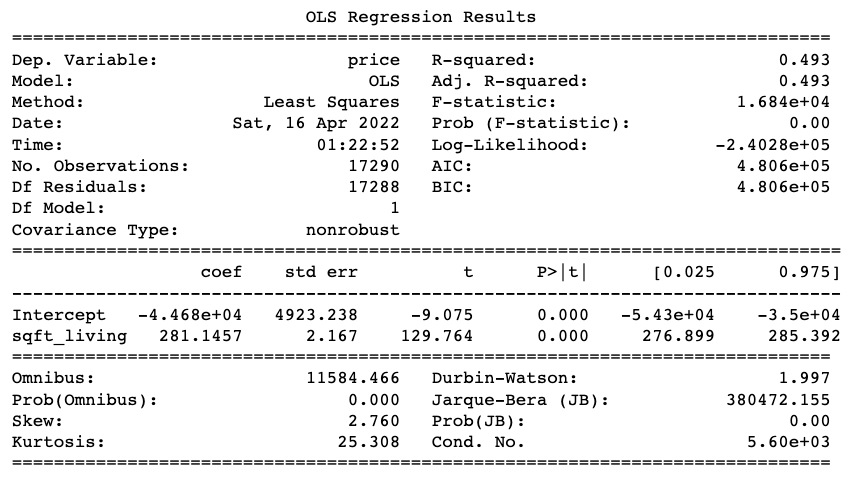 OLS Regression Results
==============================================================================
Dep. Variable: price R-squared: 0.493
Model: OLS Adj. R-squared: 0.493
Method: Least Squares F-statistic: 1.684e+04
Date: Sat, 16 Apr 2022 Prob (F-statistic): 0.00
Time: 01:22:52 Log-Likelihood: -2.4028e+05
No. Observations: 17290 AIC: 4.806e+05
Df Residuals: 17288 BIC: 4.806e+05
Df Model: 1
Covariance Type: nonrobust
===============================================================================
coef std err t P>|t| [0.025 0.975]
-------------------------------------------------------------------------------
Intercept -4.468e+04 4923.238 -9.075 0.000 -5.43e+04 -3.5e+04
sqft_living 281.1457 2.167 129.764 0.000 276.899 285.392
==============================================================================
Omnibus: 11584.466 Durbin-Watson: 1.997
Prob(Omnibus): 0.000 Jarque-Bera (JB): 380472.155
Skew: 2.760 Prob(JB): 0.00
Kurtosis: 25.308 Cond. No. 5.60e+03
==============================================================================